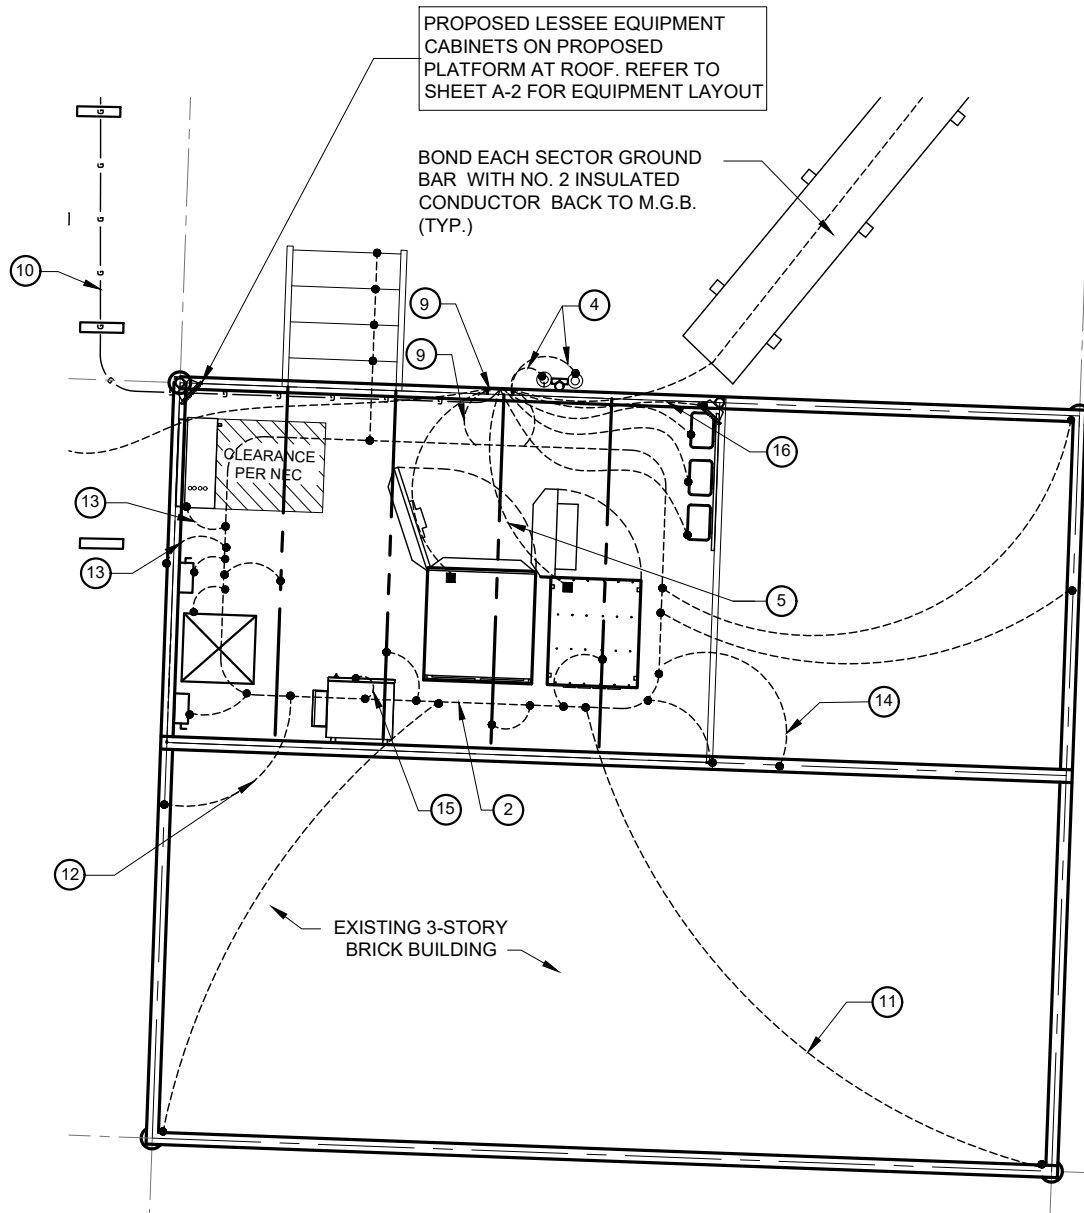 PROPOSED LESSEE EQUIPMENT
CABINETS ON PROPOSED
PLATFORM AT ROOF. REFER TO
SHEET A-2 FOR EQUIPMENT LAYOUT
BOND EACH SECTOR GROUND
BAR WITH NO. 2 INSULATED
CONDUCTOR BACK TO M.G.B.
(TYP.)
G
G
G
G
G
G
10
9
4
9
16
CLEARANCE
PER NEC
13
13
5
14
15
2
12
EXISTING 3-STORY
BRICK BUILDING
11